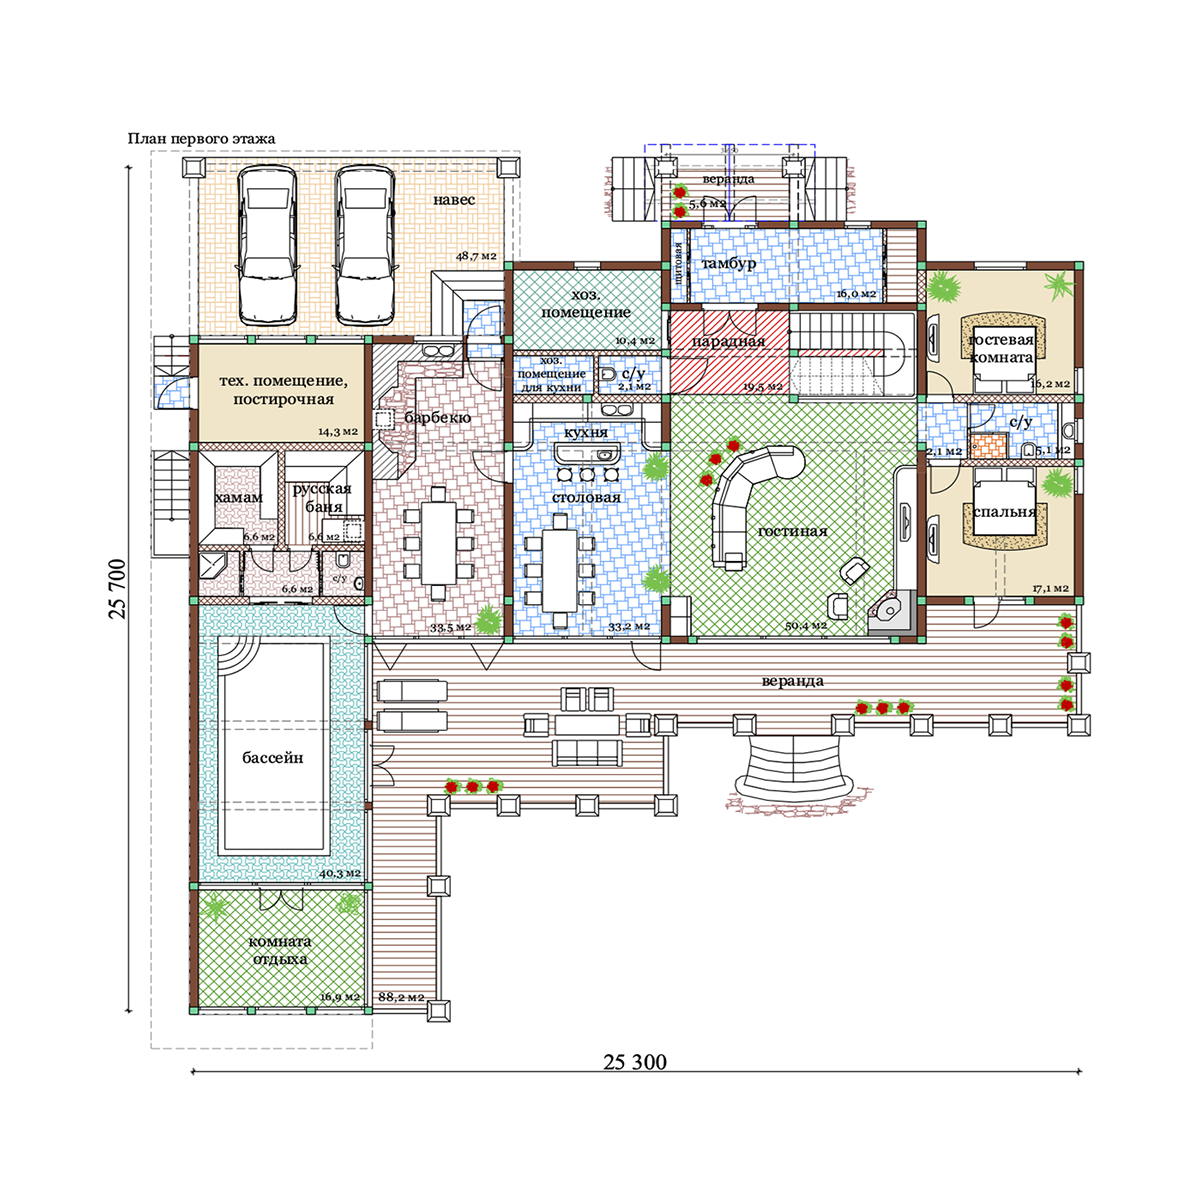 План первого этажа
навес
48,7 м2
веранда
5,6 м2
щитовая
тамбур
16,0 м2
хоз.
помещение
10,4 м2
парадная
19,5 м2
гостевая
комната
16,2 м2
тех. помещение,
постирочная
14,3 м2
хоз.
помещение
для кухни
с/у
2,1 м2
барбекю
33,5 м2
кухня
столовая
33,2 м2
гостиная
50,4 м2
с/у
5,1 м2
2,1 м2
спальня
17,1 м2
хамам
6,6 м2
русская
баня
6,6 м2
6,6 м2
с/у
веранда
бассейн
40,3 м2
комната
отдыха
16,9 м2
88,2 м2
25 700
25 300